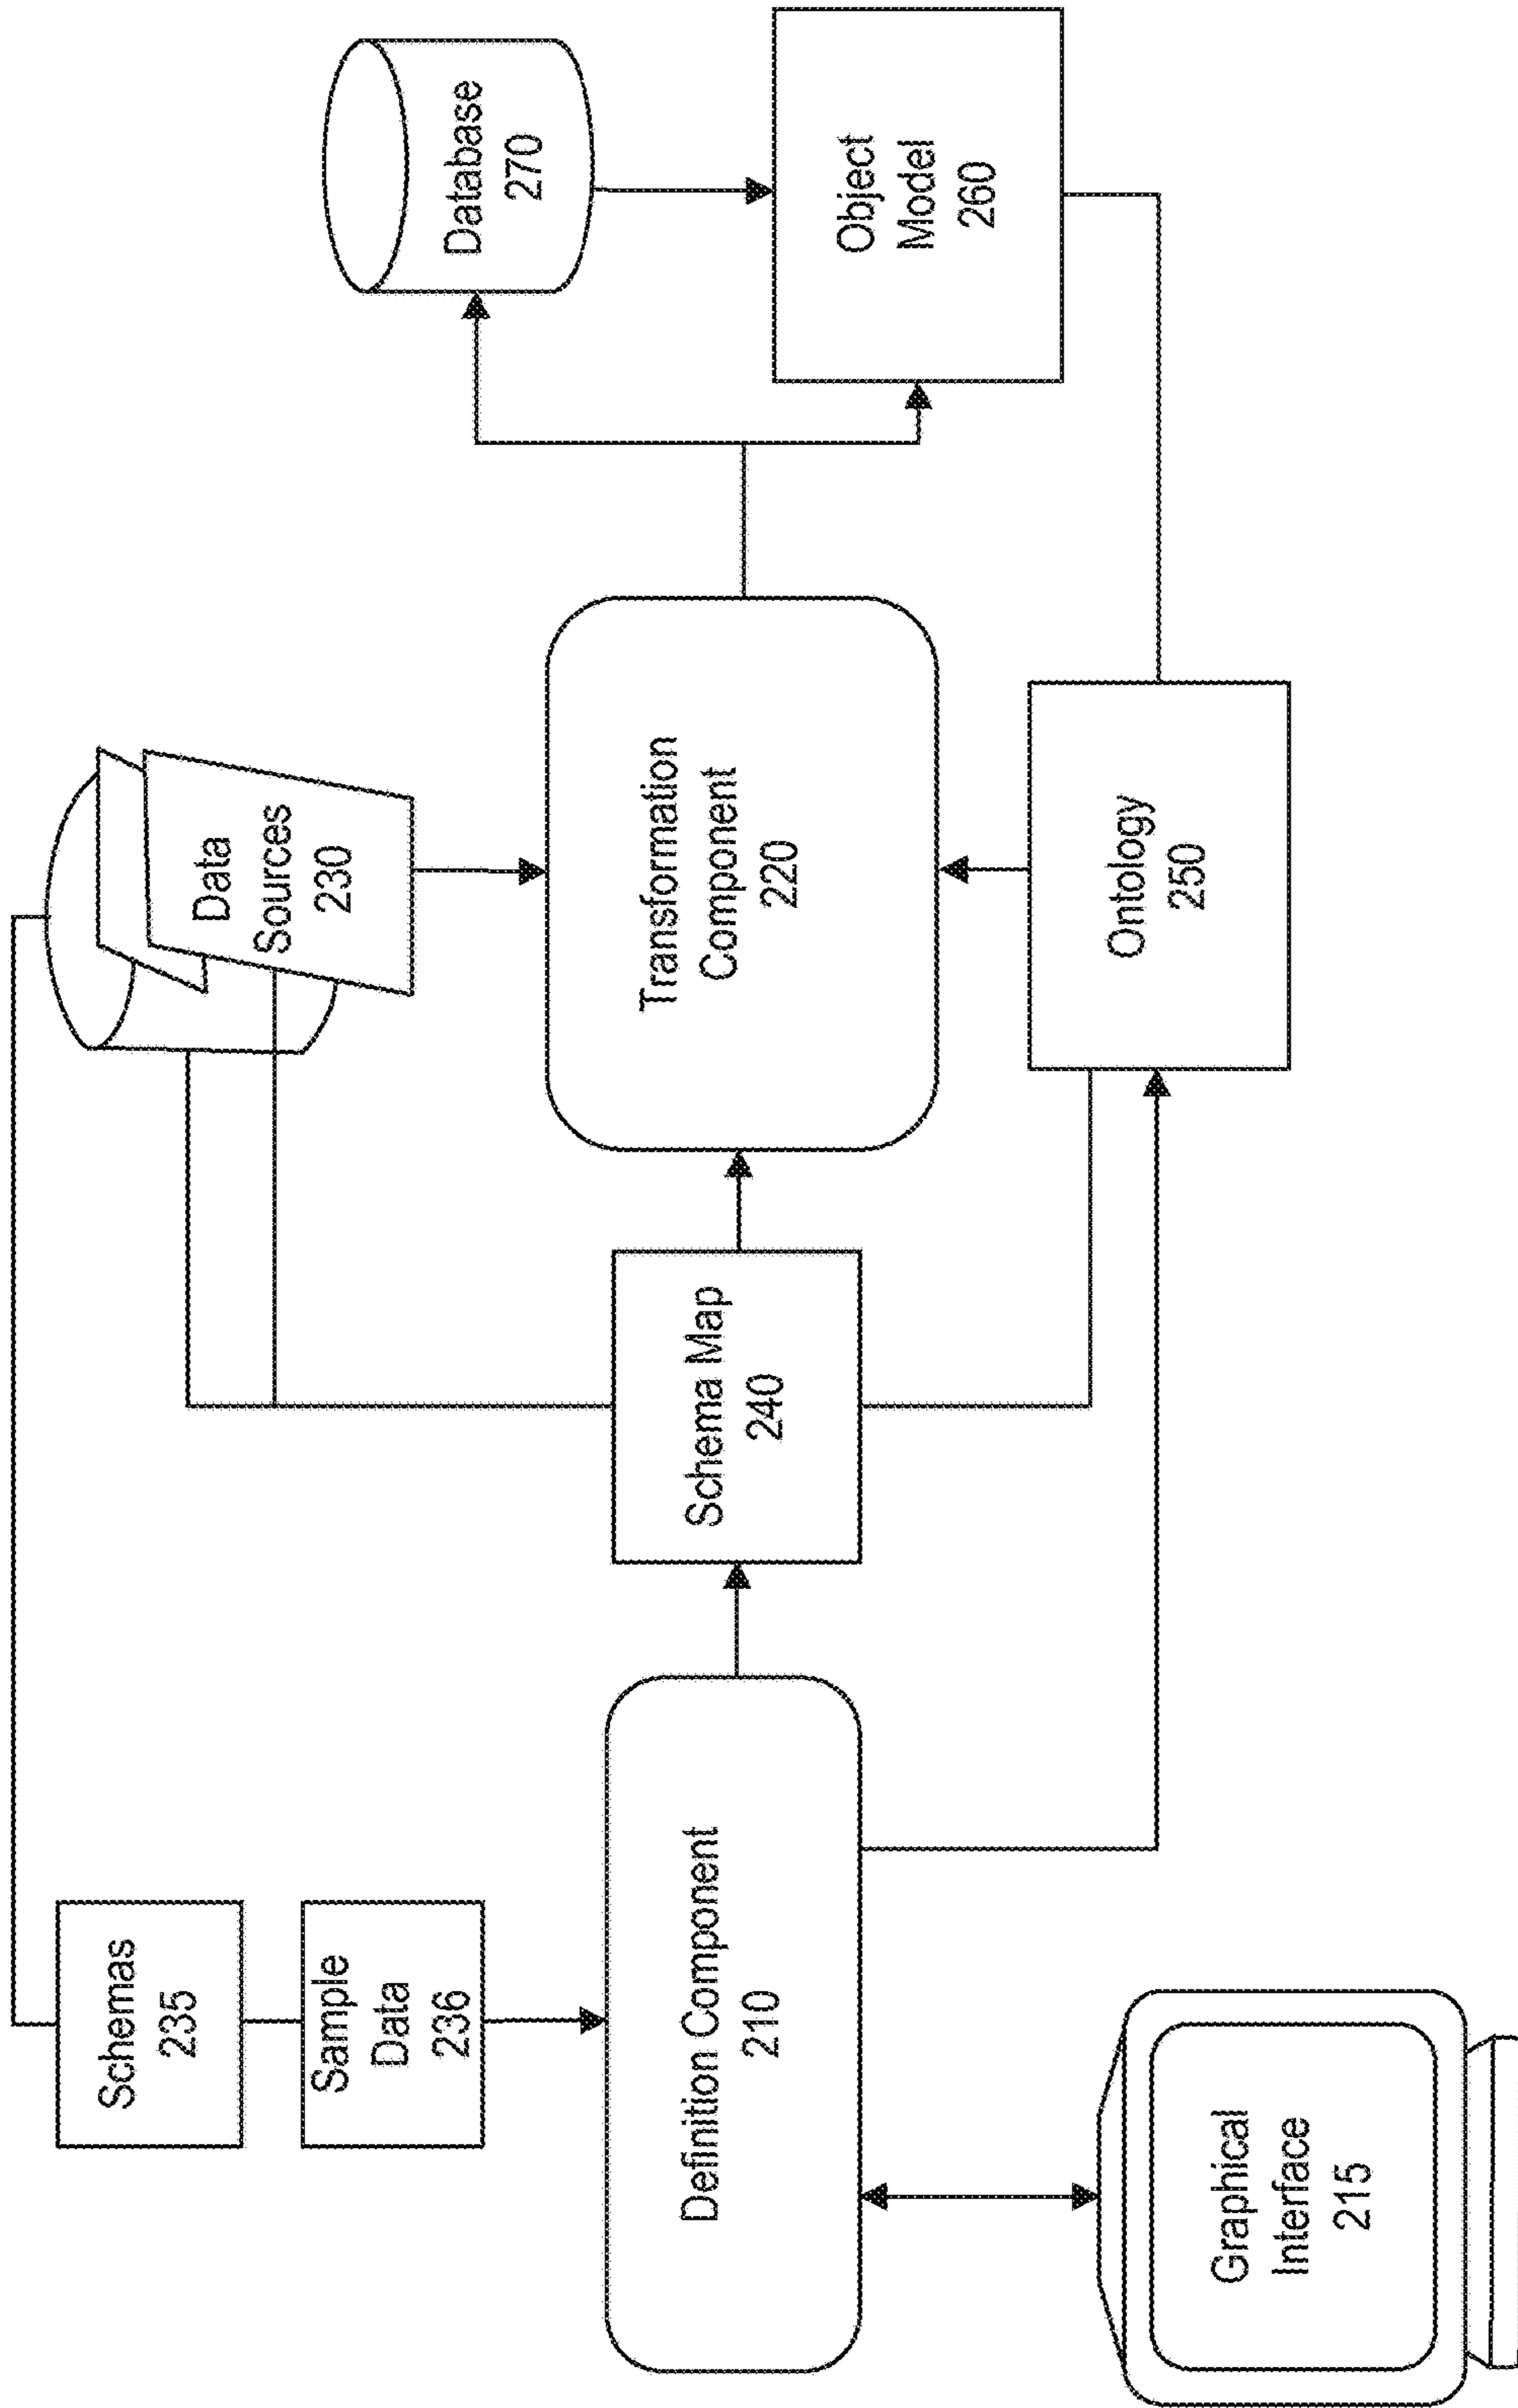 Schemas
235
Sample
Data
236
Definition Component
210
Graphical
Interface
215
Schema Map
240
Data
Sources
230
Transformation
Component
220
Ontology
250
Database
270
Object
Model
260